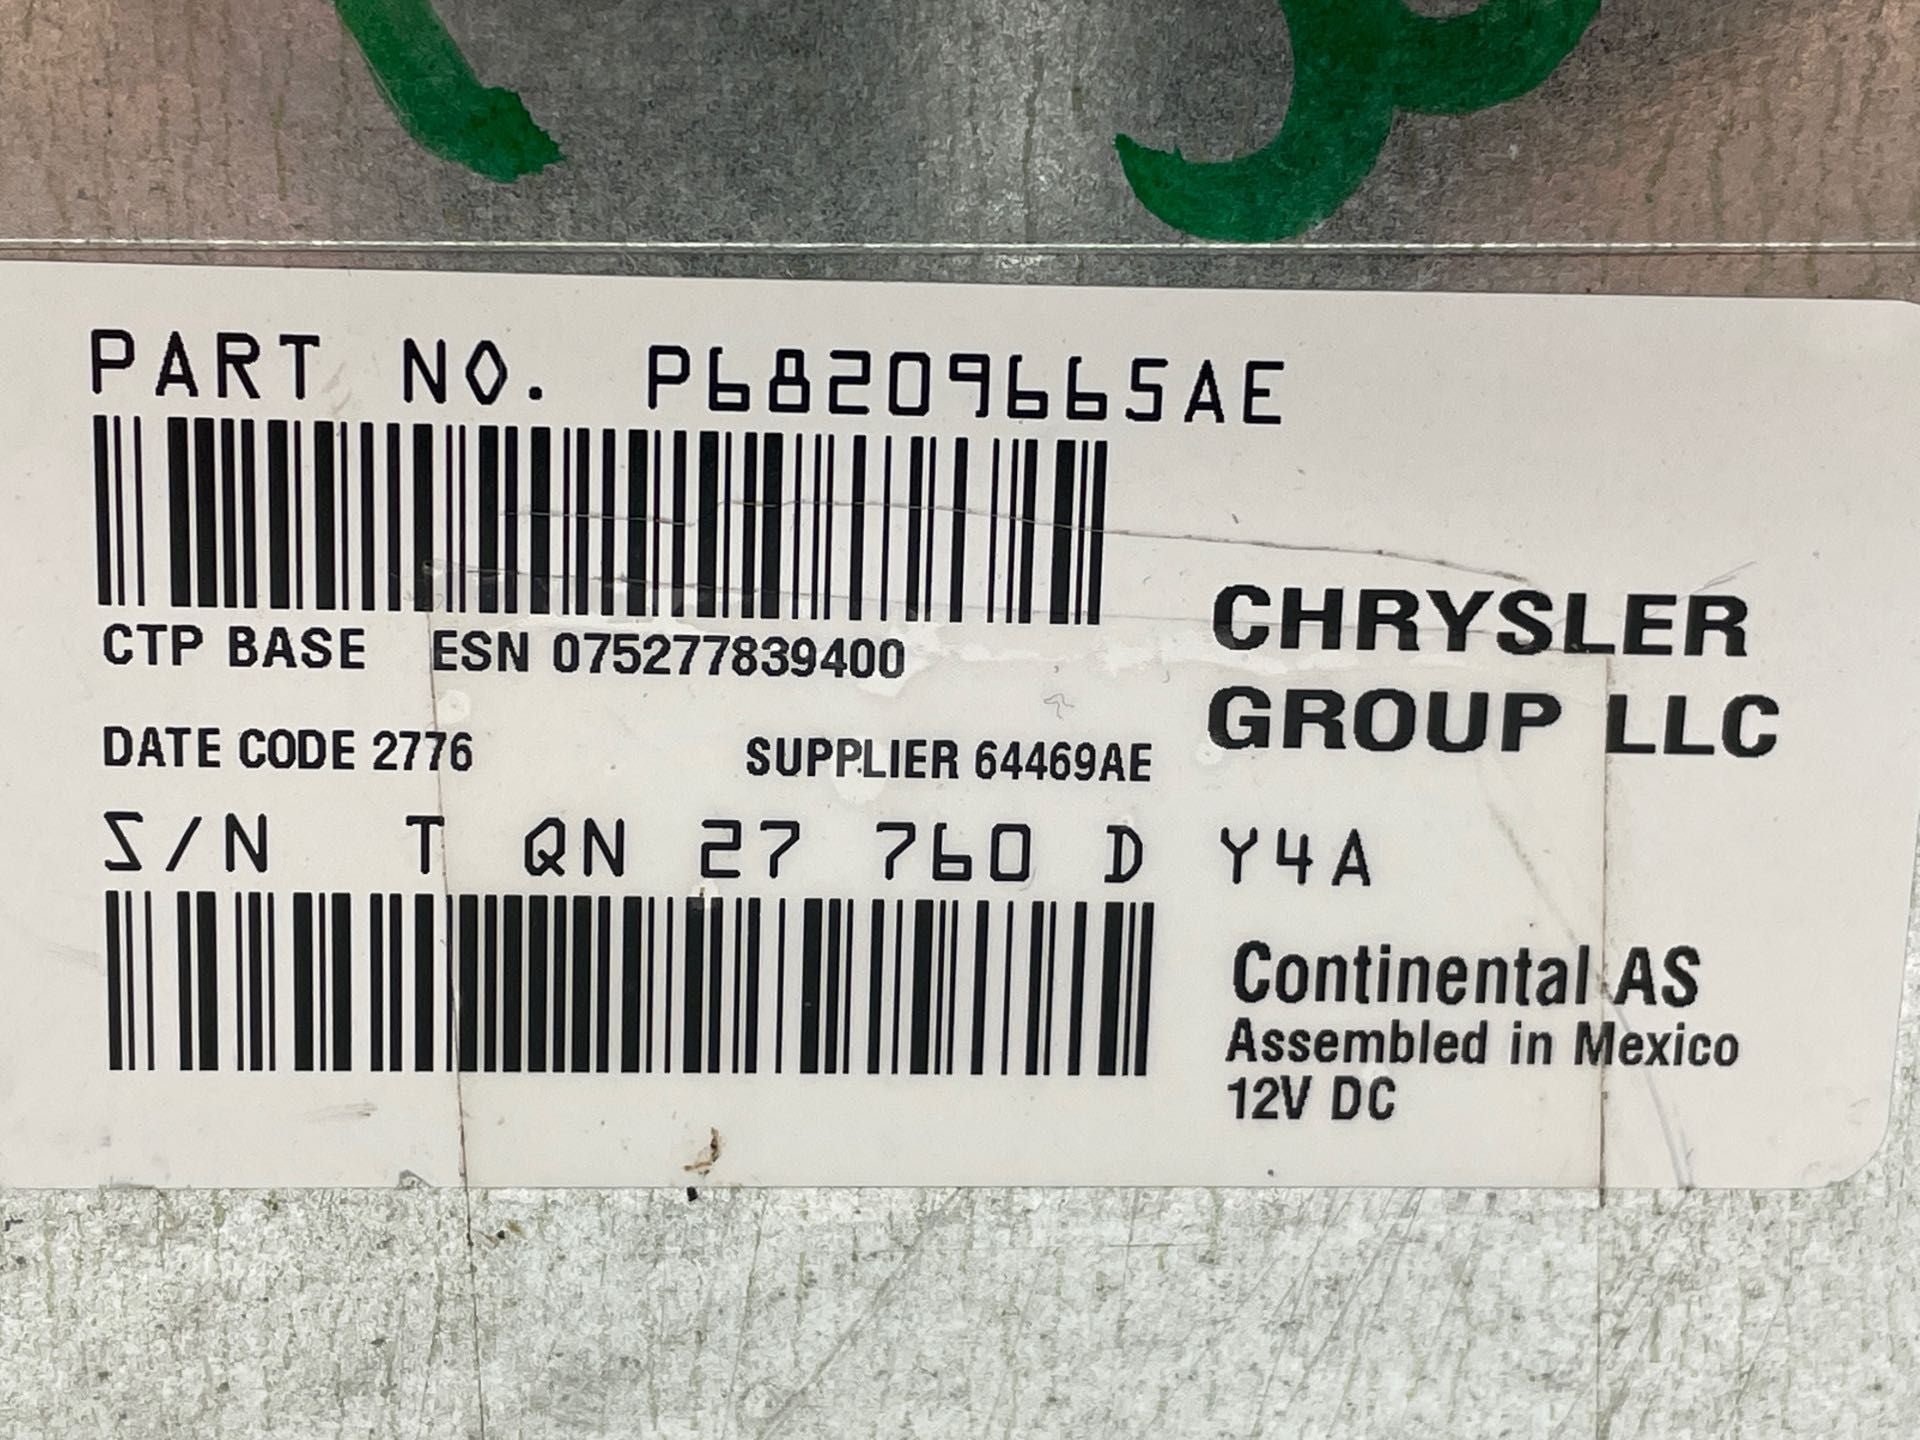 PART NO. P68209665AE
CTP BASE ESN 075277839400
CHRYSLER
GROUP LLC
DATE CODE 2776 SUPPLIER 64469AE
S/N T QN 27 760 D Y4A
Continental AS
Assembled in Mexico
12V DC